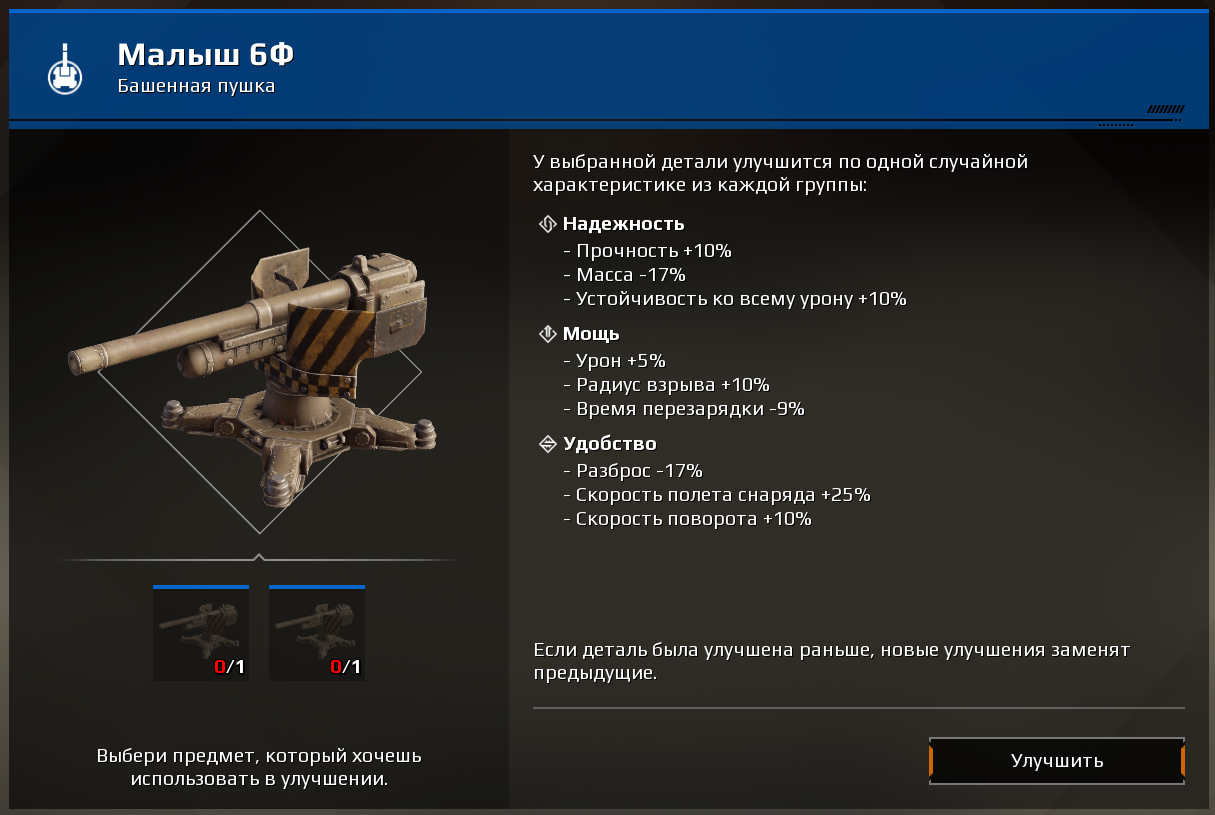 Малыш 6Ф
Башенная пушка
У выбранной детали улучшится по одной случайной
характеристике из каждой группы:
Надежность
- Прочность +10%
- Масса -17%
- Устойчивость ко всему урону +10%
Мощь
- Урон +5%
- Радиус взрыва +10%
- Время перезарядки -9%
Удобство
- Разброс -17%
- Скорость полета снаряда +25%
- Скорость поворота +10%
0/1
0/1
Если деталь была улучшена раньше, новые улучшения заменят
предыдущие.
Выбери предмет, который хочешь
использовать в улучшении.
Улучшить